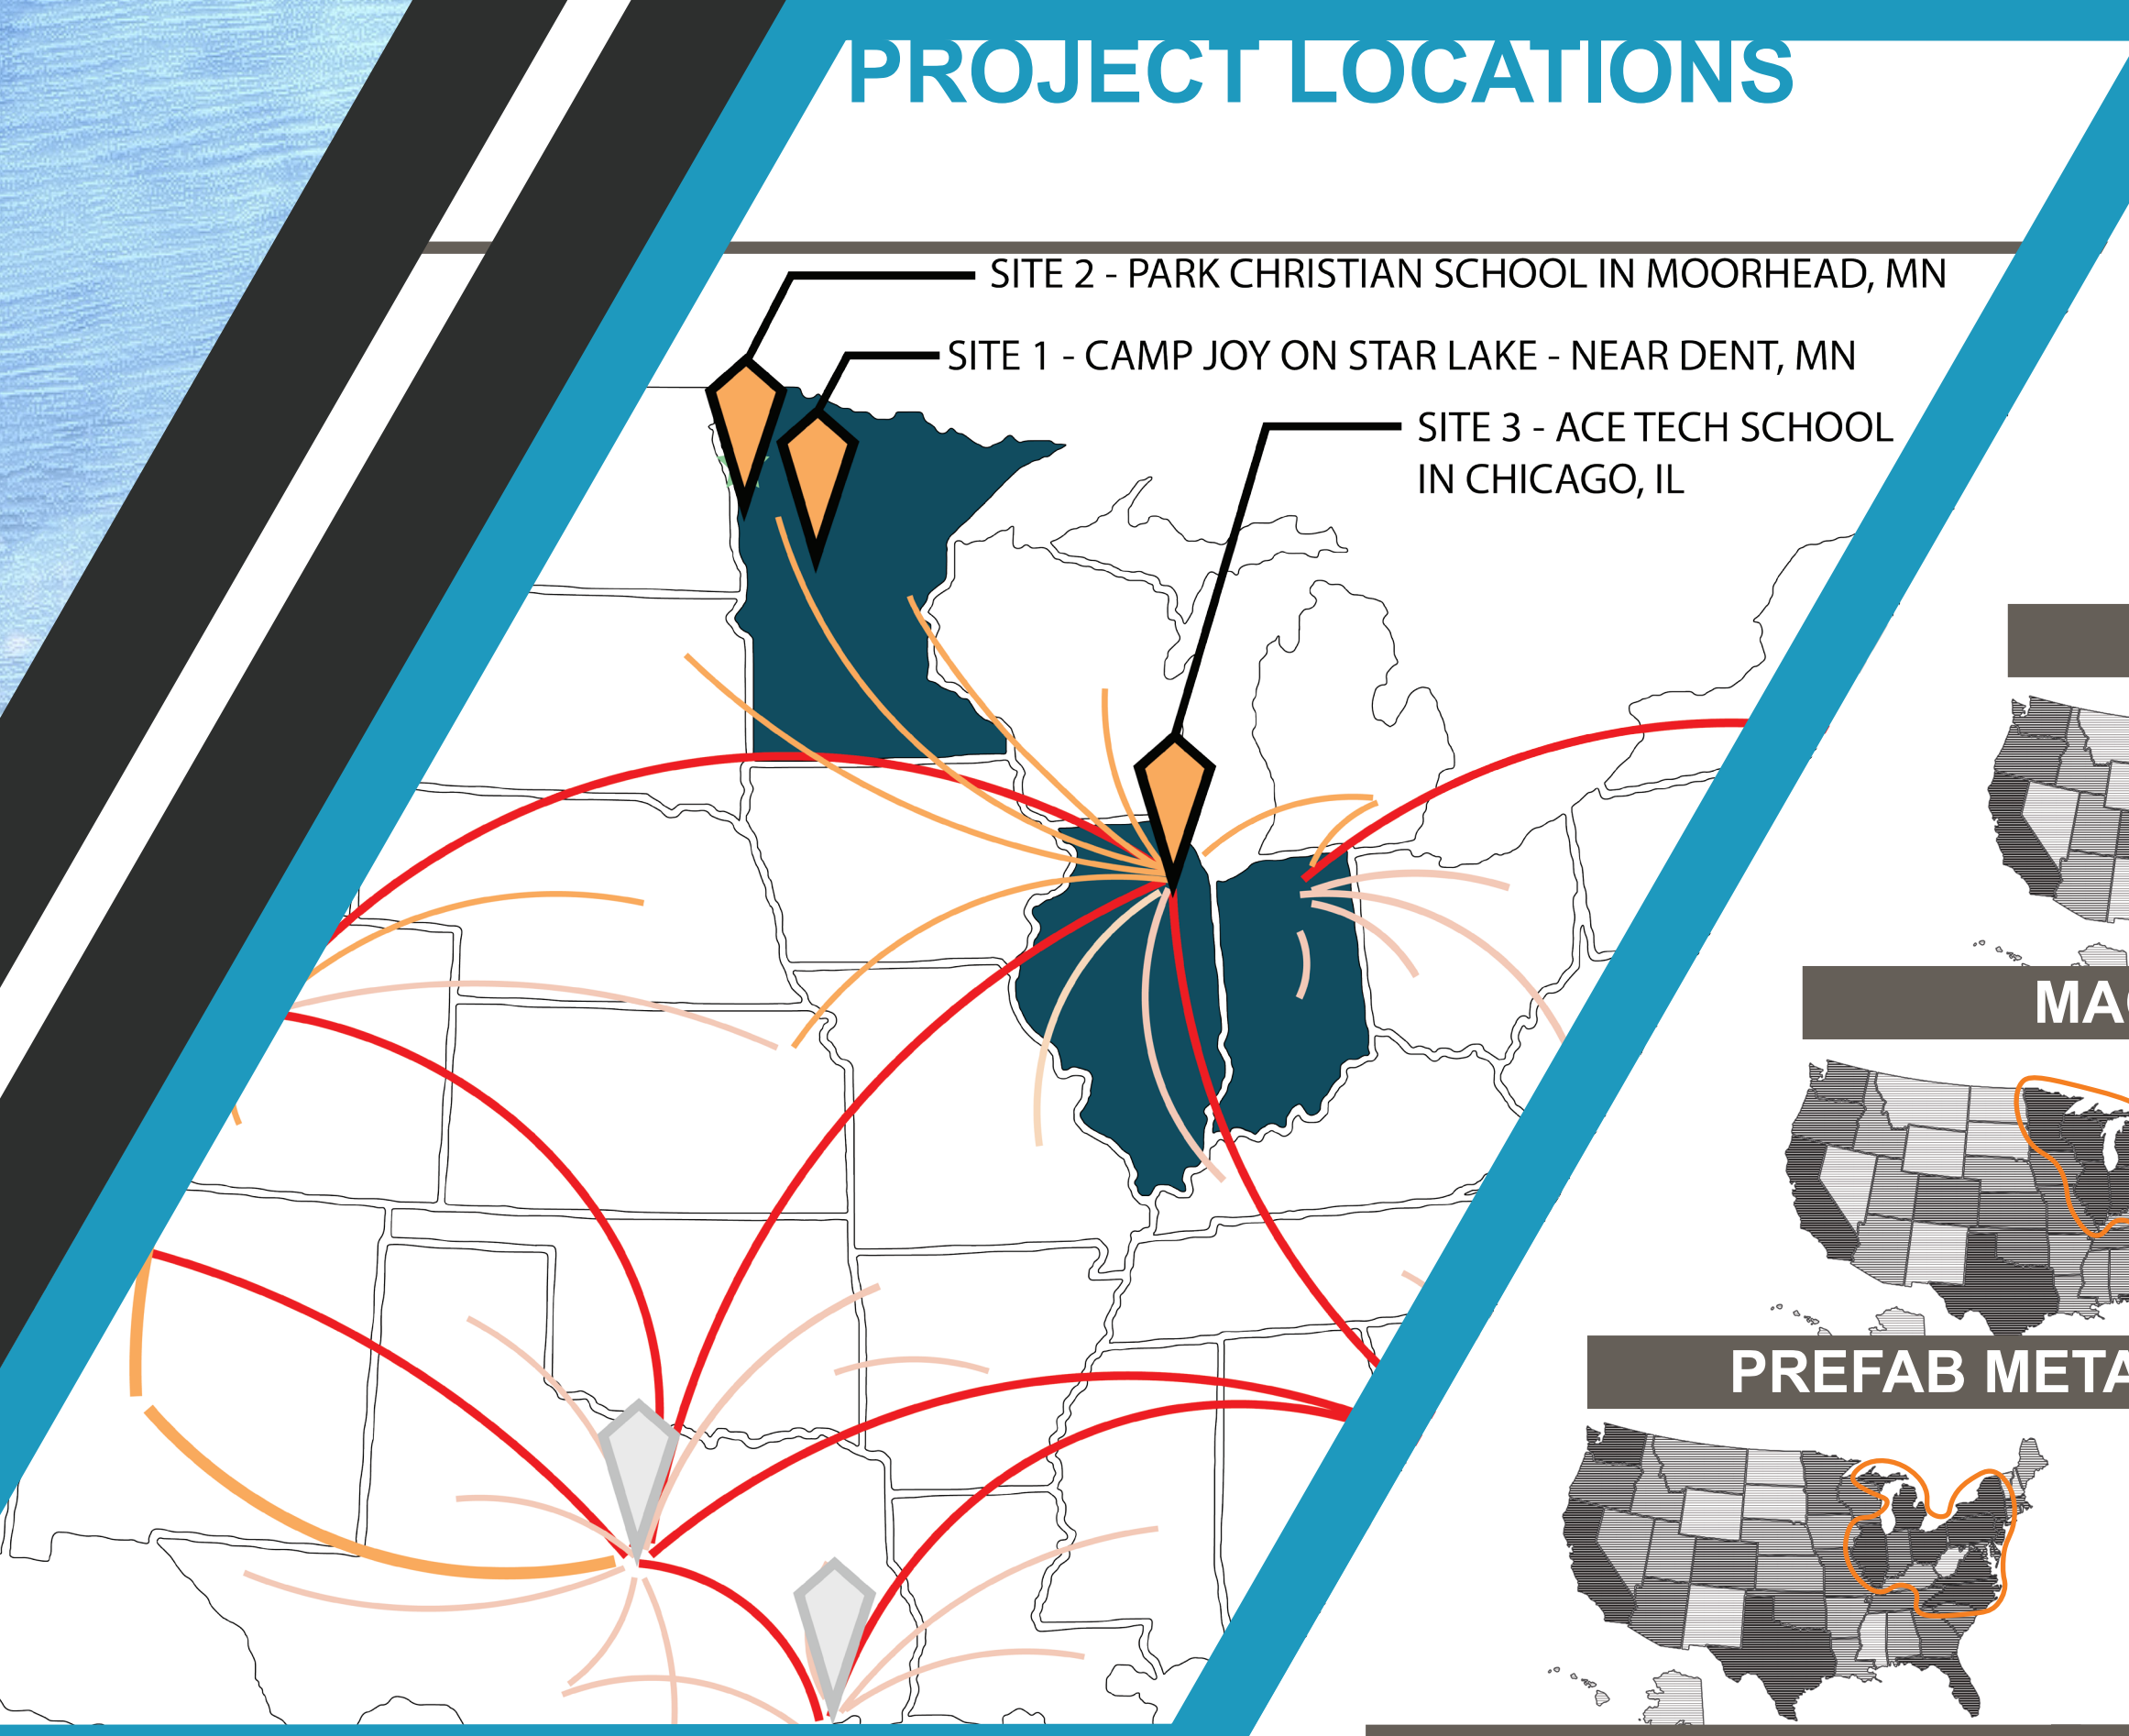 PROJECT LOCATIONS
SITE 2 - PARK CHRISTIAN SCHOOL IN MOORHEAD, MN
SITE 1 - CAMP JOY ON STAR LAKE - NEAR DENT, MN
SITE 3 - ACE TECH SCHOOL
IN CHICAGO, IL
PREFAB